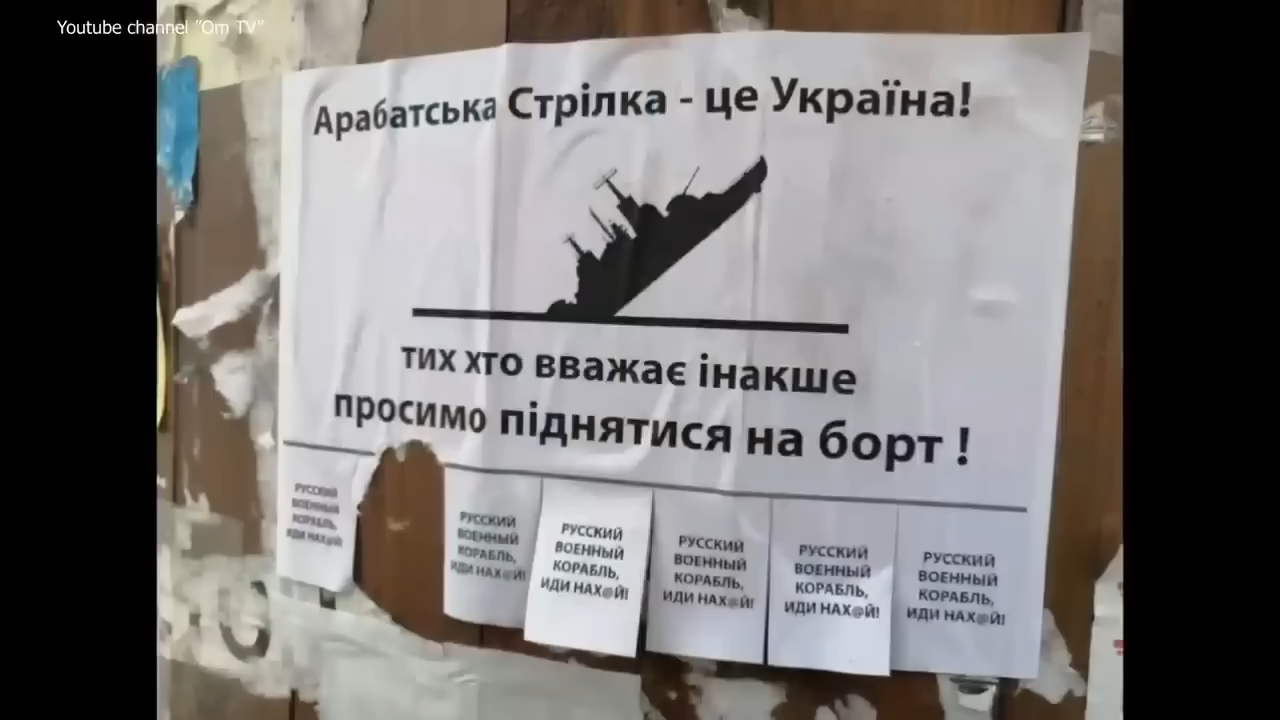 Youtube channel "Om TV"
Арабатська Стрілка - це Україна!
тих хто вважає інакше
просимо піднятися на борт !
РУССКИЙ
ВОЕННЫЙ
КОРАБЛЬ,
ИДИ НАХ@Й!
РУССКИЙ
ВОЕННЫЙ
КОРАБЛЬ,
ИДИ НАХ@Й!
РУССКИЙ
ВОЕННЫЙ
КОРАБЛЬ,
ИДИ НАХ@Й!
РУССКИЙ
ВОЕННЫЙ
КОРАБЛЬ,
ИДИ НАХ@Й!
РУССКИЙ
ВОЕННЫЙ
КОРАБЛЬ,
ИДИ НАХ@Й!
РУССКИЙ
ВОЕННЫЙ
КОРАБЛЬ,
ИДИ НАХ@Й!